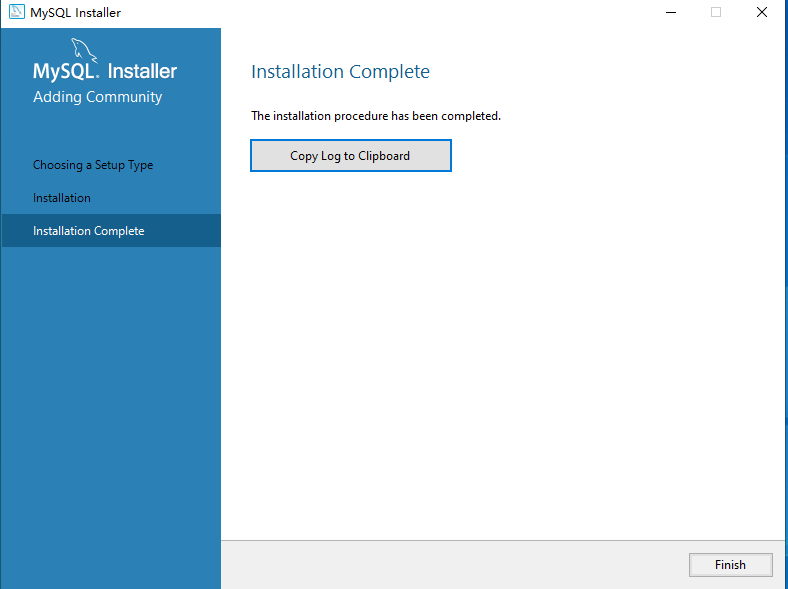 MySQL Installer
MySQL. Installer
Adding Community
Choosing a Setup Type
Installation
Installation Complete
Installation Complete
The installation procedure has been completed.
Copy Log to Clipboard
Finish